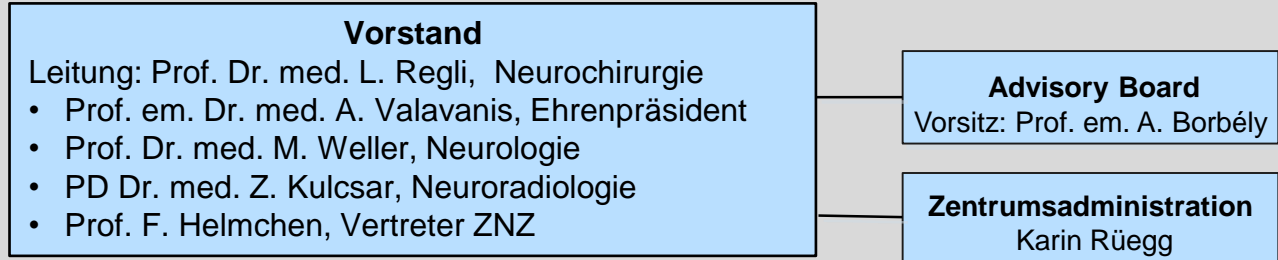 Vorstand
Leitung: Prof. Dr. med. L. Regli, Neurochirurgie
• Prof. em. Dr. med. A. Valavanis, Ehrenpräsident
• Prof. Dr. med. M. Weller, Neurologie
• PD Dr. med. Z. Kulcsar, Neuroradiologie
• Prof. F. Helmchen, Vertreter ZNZ
Advisory Board
Vorsitz: Prof. em. A. Borbély
Zentrumsadministration
Karin Rüegg